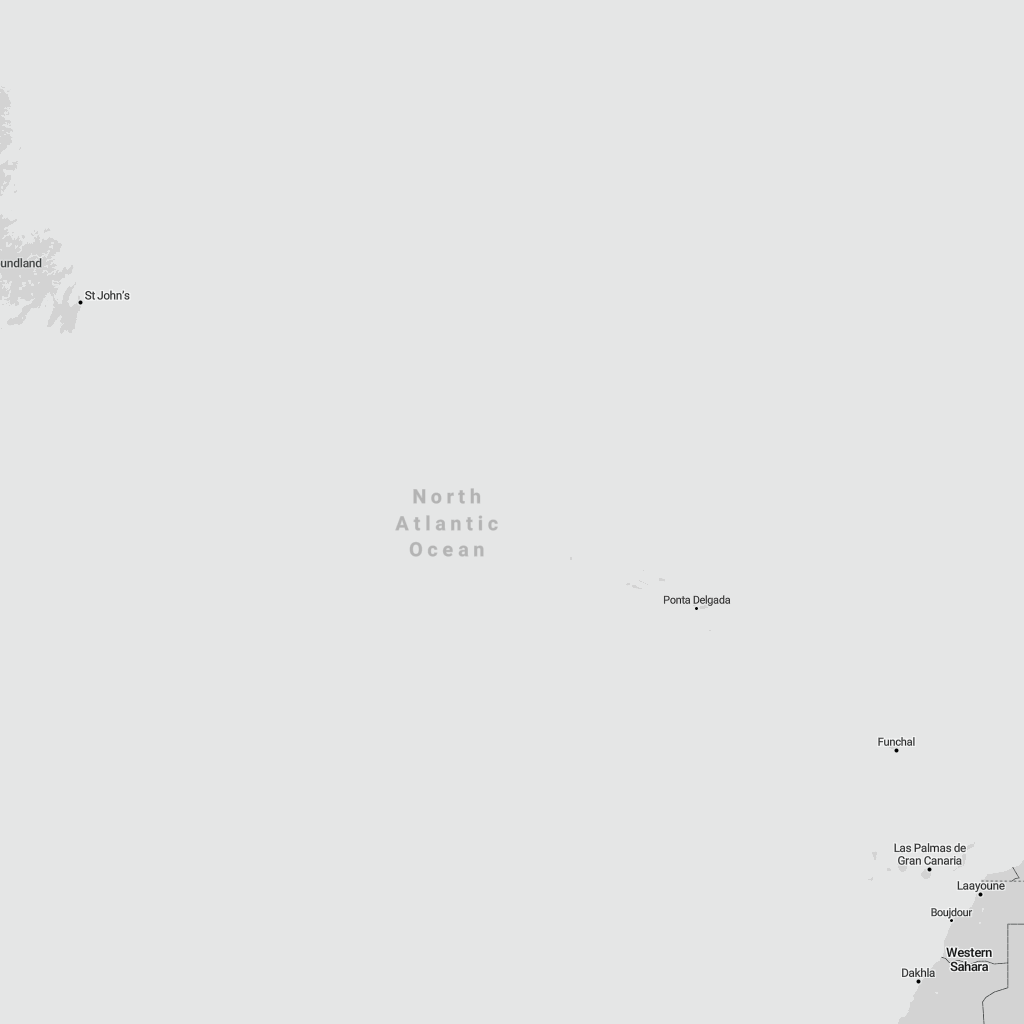 undland
St John’s
North
Atlantic
Ocean
Ponta Delgada
Funchal
Las Palmas de
Gran Canaria
Laayoune
Boujdour
Western
Sahara
Dakhla